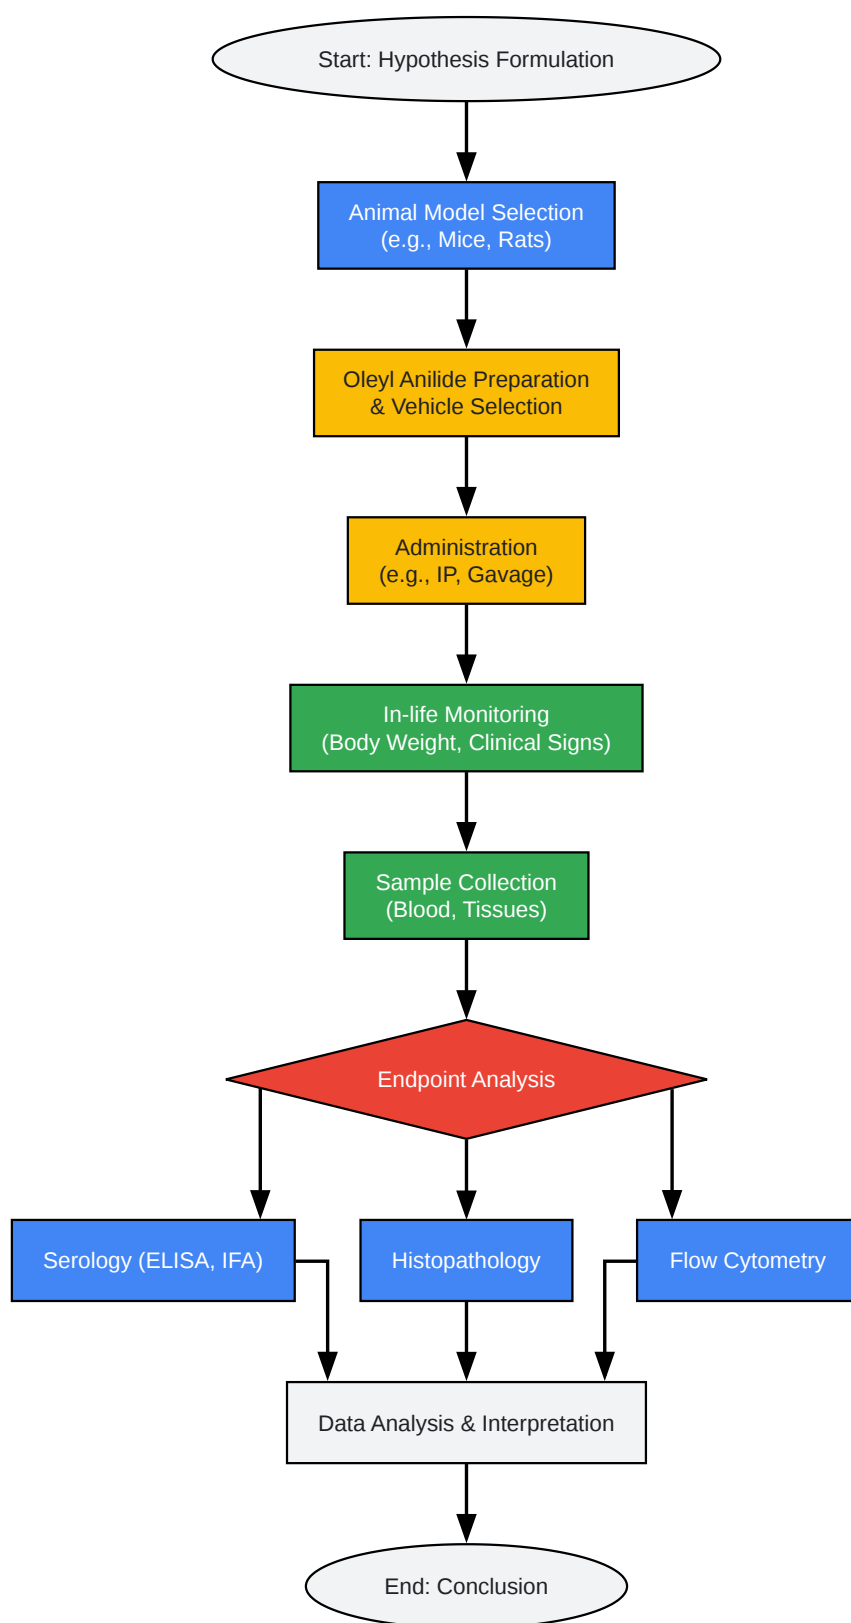 Start: Hypothesis Formulation
Animal Model Selection
(e.g., Mice, Rats)
Oleyl Anilide Preparation
& Vehicle Selection
Administration
(e.g., IP, Gavage)
In-life Monitoring
(Body Weight, Clinical Signs)
Sample Collection
(Blood, Tissues)
Endpoint Analysis
Serology (ELISA, IFA)
Histopathology
Flow Cytometry
Data Analysis & Interpretation
End: Conclusion